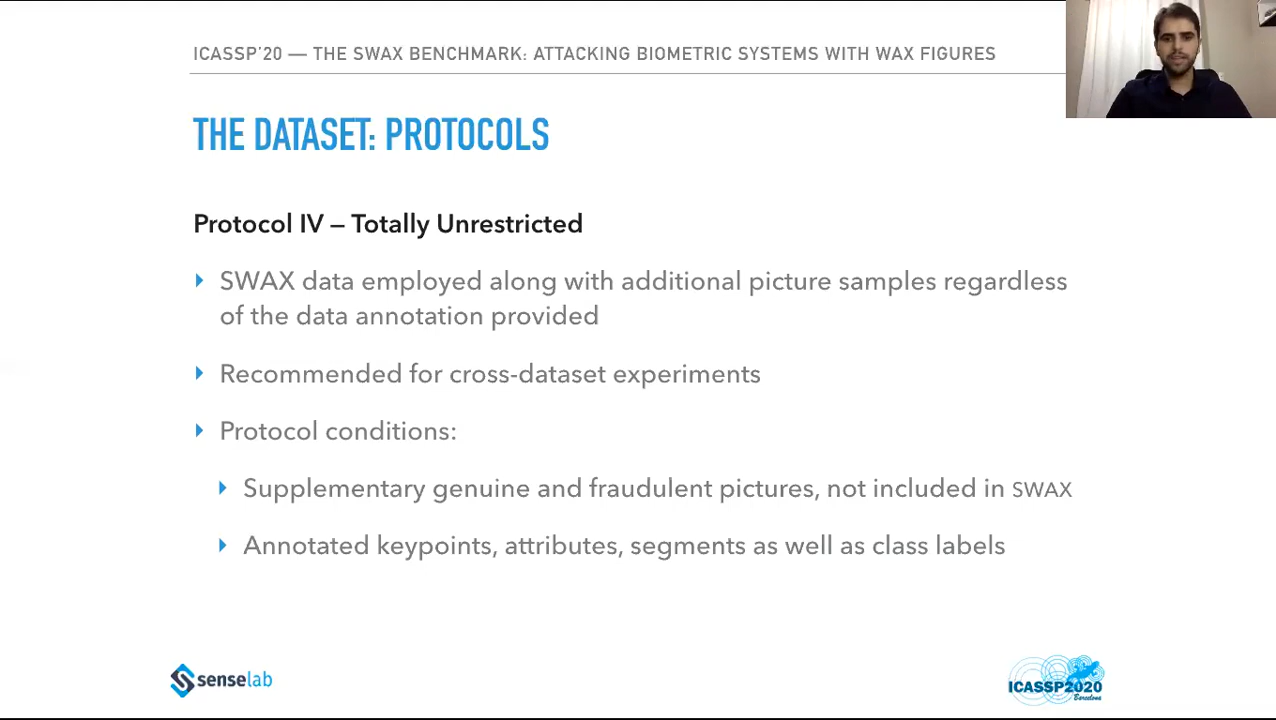 ICASSP'20 — THE SWAX BENCHMARK: ATTACKING BIOMETRIC SYSTEMS WITH WAX FIGURES
THE DATASET: PROTOCOLS
Protocol IV – Totally Unrestricted
SWAX data employed along with additional picture samples regardless
of the data annotation provided
Recommended for cross-dataset experiments
Protocol conditions:
Supplementary genuine and fraudulent pictures, not included in SWAX
Annotated keypoints, attributes, segments as well as class labels
senselab
ICASSP2020
Barcelona